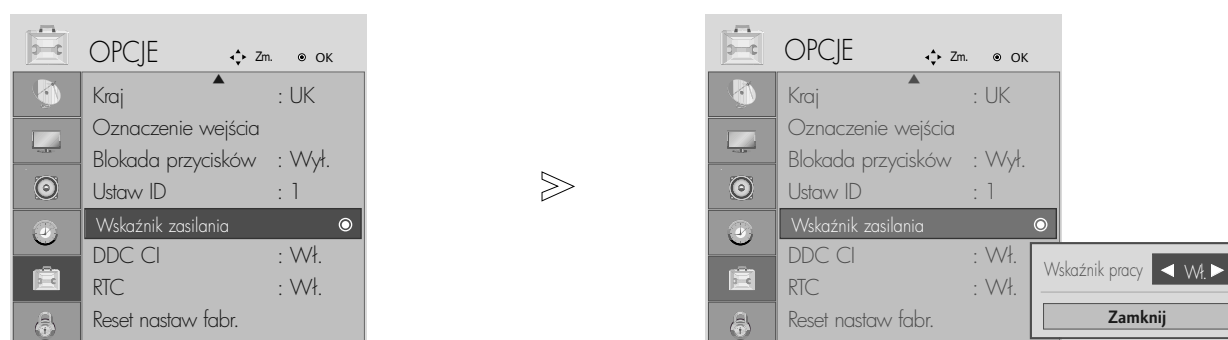 OPCJE Zm. OK
Kraj : UK
Oznaczenie wejścia
Blokada przycisków : Wył.
Ustaw ID : 1
Wskaźnik zasilania
DDC CI : Wł.
RTC : Wł.
Reset nastaw fabr.
OPCJE Zm. OK
Kraj : UK
Oznaczenie wejścia
Blokada przycisków : Wył.
Ustaw ID : 1
Wskaźnik zasilania
DDC CI : Wł.
RTC : Wł.
Reset nastaw fabr.
Wskaźnik pracy ◀ Wł. ▶
Zamknij